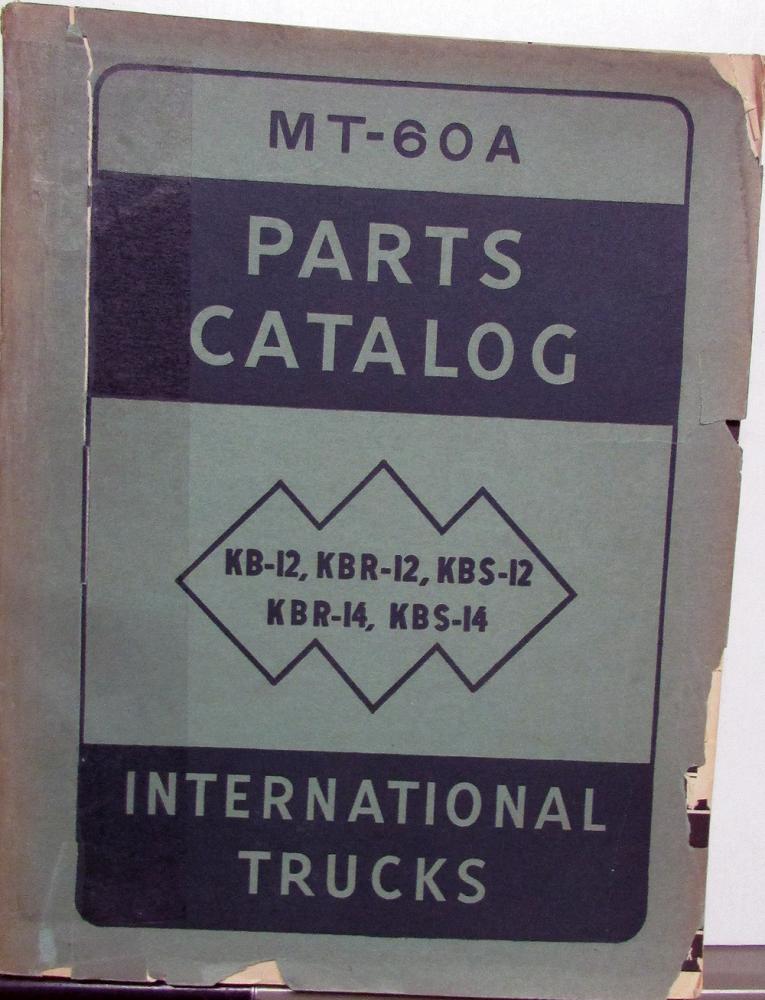 MT-60A
PARTS
CATALOG
KB-12, KBR-12, KBS-12
KBR-14, KBS-14
INTERNATIONAL
TRUCKS